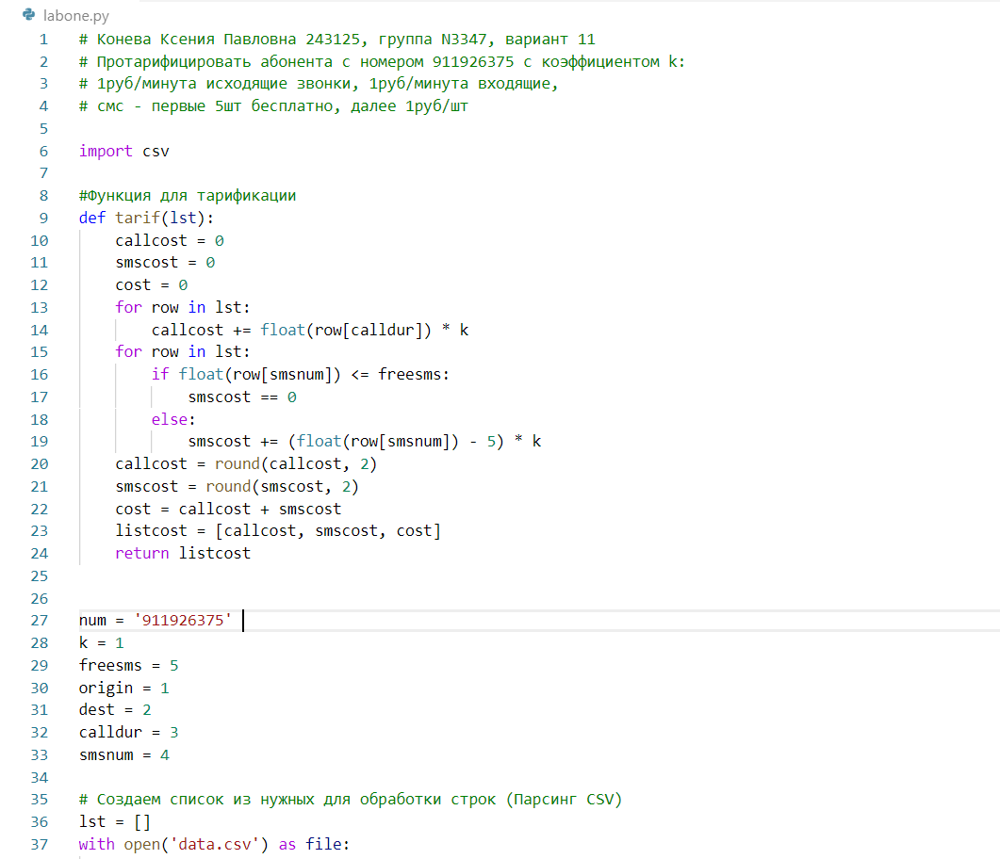 labone.py
1 # Конева Ксения Павловна 243125, группа N3347, вариант 11
2 # Протарифицировать абонента с номером 911926375 с коэффициентом k:
3 # 1руб/минута исходящие звонки, 1руб/минута входящие,
4 # смс - первые 5шт бесплатно, далее 1руб/шт
5
6 import csv
7
8 #Функция для тарификации
9 def tarif(lst):
10     callcost = 0
11     smscost = 0
12     cost = 0
13     for row in lst:
14         callcost += float(row[calldur]) * k
15     for row in lst:
16         if float(row[smsnum]) <= freesms:
17             smscost == 0
18         else:
19             smscost += (float(row[smsnum]) - 5) * k
20     callcost = round(callcost, 2)
21     smscost = round(smscost, 2)
22     cost = callcost + smscost
23     listcost = [callcost, smscost, cost]
24     return listcost
25
26
27 num = '911926375'
28 k = 1
29 freesms = 5
30 origin = 1
31 dest = 2
32 calldur = 3
33 smsnum = 4
34
35 # Создаем список из нужных для обработки строк (Парсинг CSV)
36 lst = []
37 with open('data.csv') as file: